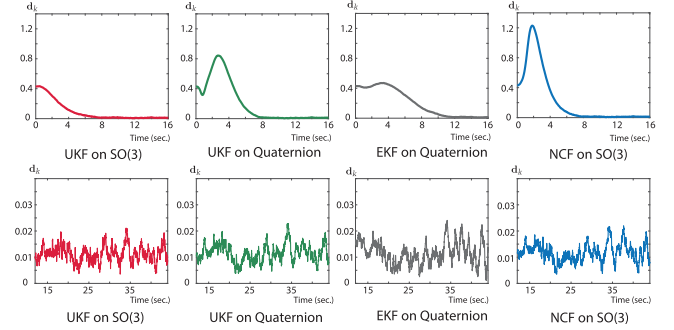 d_k d_k d_k d_k
1.2 1.2 1.2 1.2
0.8 0.8 0.8 0.8
0.4 0.4 0.4 0.4
0 0 0 0
0 4 8 12 16 0 4 8 12 16 0 4 8 12 16 0 4 8 12 16
Time (sec.) Time (sec.) Time (sec.) Time (sec.)
UKF on SO(3) UKF on Quaternion EKF on Quaternion NCF on SO(3)
d_k d_k d_k d_k
0.03 0.03 0.03 0.03
0.02 0.02 0.02 0.02
0.01 0.01 0.01 0.01
0 0 0 0
15 25 35 15 25 35 15 25 35 15 25 35
Time (sec.) Time (sec.) Time (sec.) Time (sec.)
UKF on SO(3) UKF on Quaternion EKF on Quaternion NCF on SO(3)